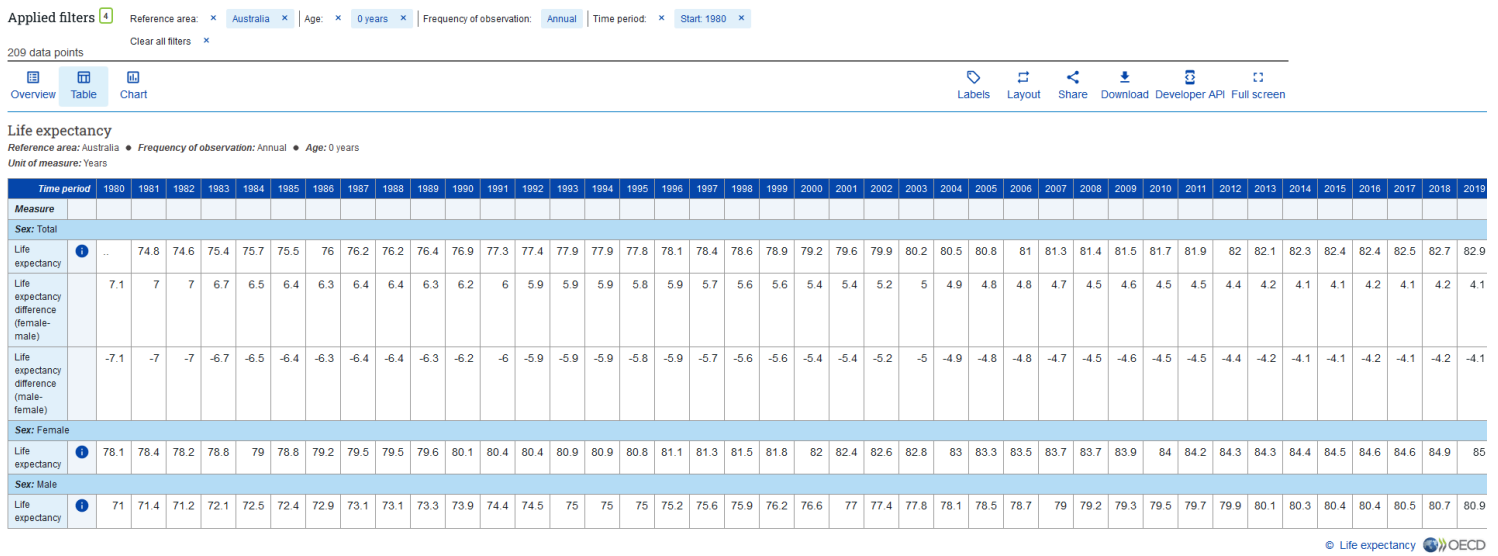 Applied filters 4 Reference area: × Australia × Age: × 0 years × Frequency of observation: Annual Time period: × Start: 1980 ×
Clear all filters ×
209 data points
Overview Table Chart Labels Layout Share Download Developer API Full screen
Life expectancy
Reference area: Australia ● Frequency of observation: Annual ● Age: 0 years
Unit of measure: Years
Time period 1980 1981 1982 1983 1984 1985 1986 1987 1988 1989 1990 1991 1992 1993 1994 1995 1996 1997 1998 1999 2000 2001 2002 2003 2004 2005 2006 2007 2008 2009 2010 2011 2012 2013 2014 2015 2016 2017 2018 2019
Measure
Sex: Total
Life expectancy i .. 74.8 74.6 75.4 75.7 75.5 76 76.2 76.2 76.4 76.9 77.3 77.4 77.9 77.9 77.8 78.1 78.4 78.6 78.9 79.2 79.6 79.9 80.2 80.5 80.8 81 81.3 81.4 81.5 81.7 81.9 82 82.1 82.3 82.4 82.4 82.5 82.7 82.9
Life expectancy difference (female-male) 7.1 7 7 6.7 6.5 6.4 6.3 6.4 6.4 6.3 6.2 6 5.9 5.9 5.9 5.8 5.9 5.7 5.6 5.6 5.4 5.4 5.2 5 4.9 4.8 4.8 4.7 4.5 4.6 4.5 4.5 4.4 4.2 4.1 4.1 4.2 4.1 4.2 4.1
Life expectancy difference (male-female) -7.1 -7 -7 -6.7 -6.5 -6.4 -6.3 -6.4 -6.4 -6.3 -6.2 -6 -5.9 -5.9 -5.9 -5.8 -5.9 -5.7 -5.6 -5.6 -5.4 -5.4 -5.2 -5 -4.9 -4.8 -4.8 -4.7 -4.5 -4.6 -4.5 -4.5 -4.4 -4.2 -4.1 -4.1 -4.2 -4.1 -4.2 -4.1
Sex: Female
Life expectancy i 78.1 78.4 78.2 78.8 79 78.8 79.2 79.5 79.5 79.6 80.1 80.4 80.4 80.9 80.9 80.8 81.1 81.3 81.5 81.8 82 82.4 82.6 82.8 83 83.3 83.5 83.7 83.7 83.9 84 84.2 84.3 84.3 84.4 84.5 84.6 84.6 84.9 85
Sex: Male
Life expectancy i 71 71.4 71.2 72.1 72.5 72.4 72.9 73.1 73.1 73.3 73.9 74.4 74.5 75 75 75 75.2 75.6 75.9 76.2 76.6 77 77.4 77.8 78.1 78.5 78.7 79 79.2 79.3 79.5 79.7 79.9 80.1 80.3 80.4 80.4 80.5 80.7 80.9
© Life expectancy OECD